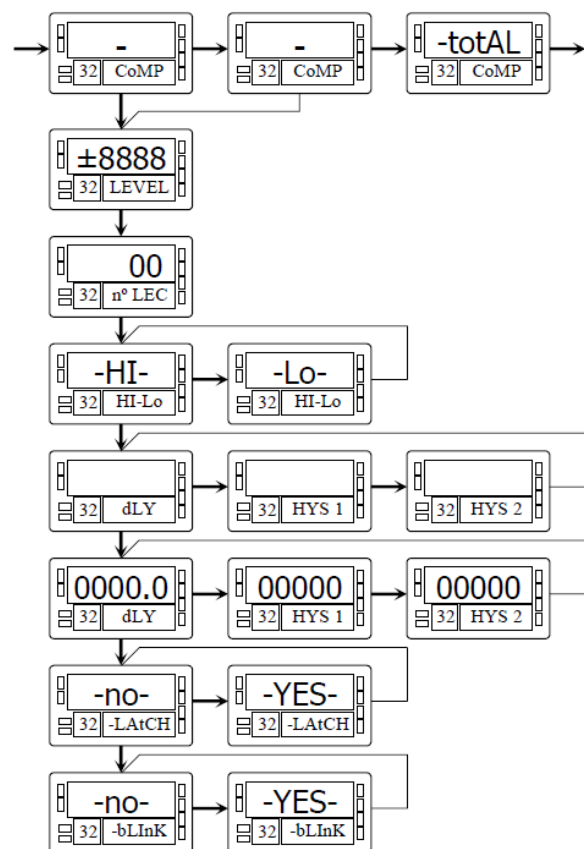 - - -totAL
32 CoMP 32 CoMP 32 CoMP
±8888
32 LEVEL
00
32 nº LEC
-HI- -Lo-
32 HI-Lo 32 HI-Lo
32 dLY 32 HYS 1 32 HYS 2
0000.0 00000 00000
32 dLY 32 HYS 1 32 HYS 2
-no- -YES-
32 -LAtCH 32 -LAtCH
-no- -YES-
32 -bLInK 32 -bLInK